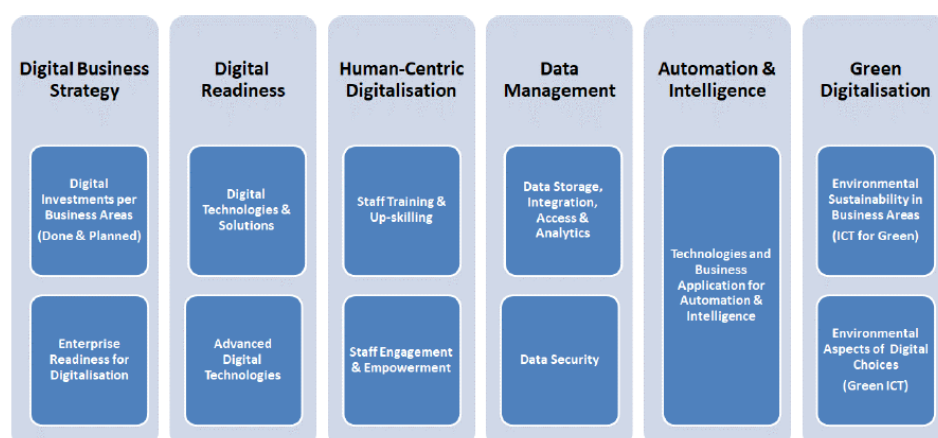 Digital Business
Strategy
Digital
Investments per
Business Areas
(Done & Planned)
Enterprise
Readiness for
Digitalisation
Digital
Readiness
Digital
Technologies &
Solutions
Advanced
Digital
Technologies
Human-Centric
Digitalisation
Staff Training &
Up-skilling
Staff Engagement
& Empowerment
Data
Management
Data Storage,
Integration,
Access &
Analytics
Data Security
Automation &
Intelligence
Technologies and
Business
Application for
Automation &
Intelligence
Green
Digitalisation
Environmental
Sustainability in
Business Areas
(ICT for Green)
Environmental
Aspects of Digital
Choices
(Green ICT)